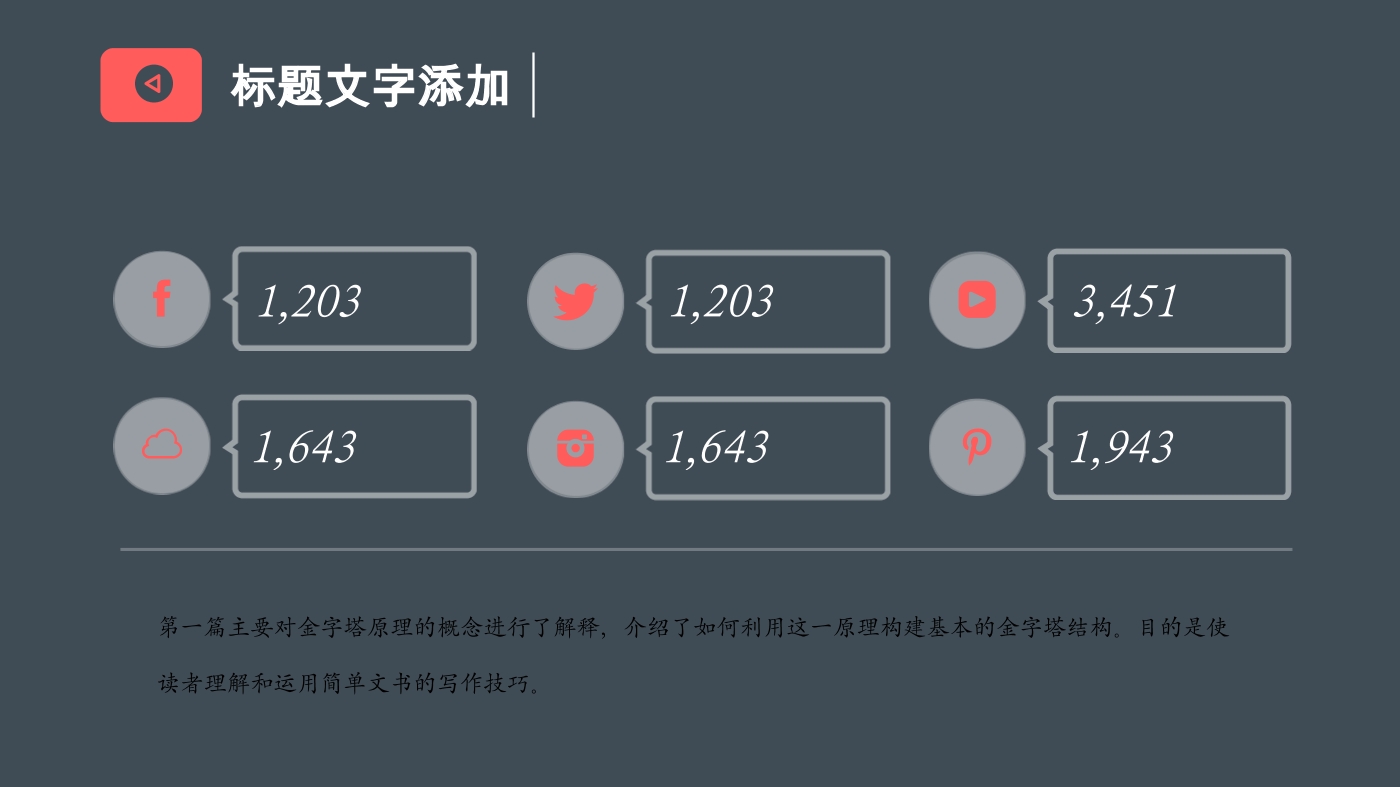 标题文字添加
1,203
1,203
3,451
1,643
1,643
1,943
第一篇主要对金字塔原理的概念进行了解释，介绍了如何利用这一原理构建基本的金字塔结构。目的是使
读者理解和运用简单文书的写作技巧。